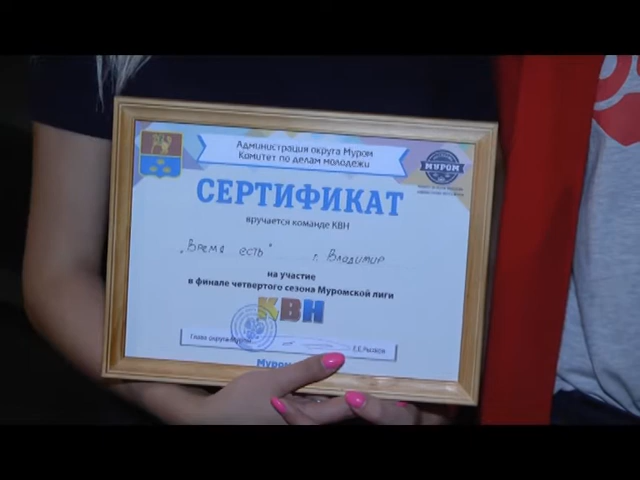 Администрация округа Муром
Комитет по делам молодежи
МУРОМ
СЕРТИФИКАТ
вручается команде КВН
„Время есть" г. Владимир
на участие
в финале четвертого сезона Муромской лиги
КВН
Глава округа Муром
Муром